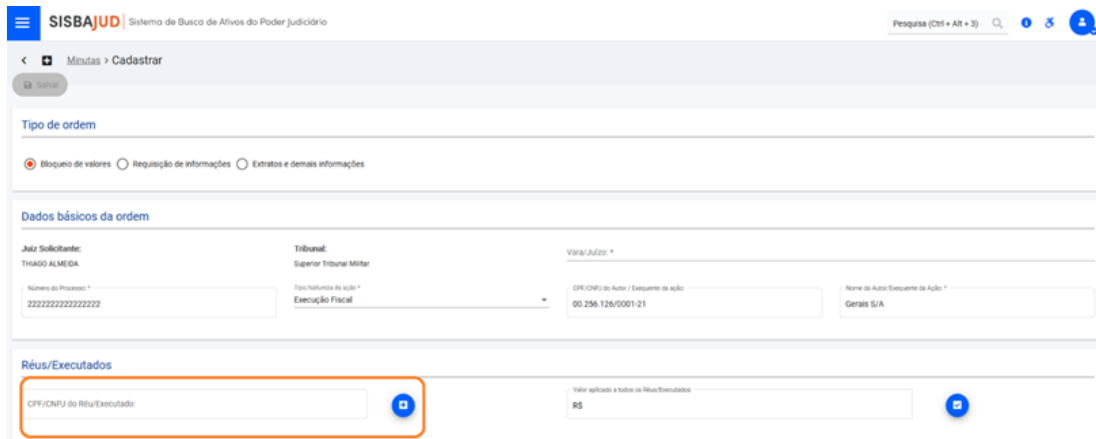 SISBAJUD Sistema de Busca de Ativos do Poder Judiciário
Pesquisa (Ctrl + Alt + 3)
Minutas > Cadastrar
Salvar
Tipo de ordem
Bloqueio de valores Requisição de informações Extratos e demais informações
Dados básicos da ordem
Juiz Solicitante: Tribunal: Vara/Juízo: *
THIAGO ALMEIDA Superior Tribunal Militar
Número do Processo: * Tipo/Natureza da ação * CPF/CNPJ do Autor / Exequente da ação: Nome do Autor/Exequente da Ação: *
2222222222222222 Execução Fiscal 00.256.126/0001-21 Gerais S/A
Réus/Executados
Valor aplicado a todos os Réus/Executados:
CPF/CNPJ do Réu/Executado: R$